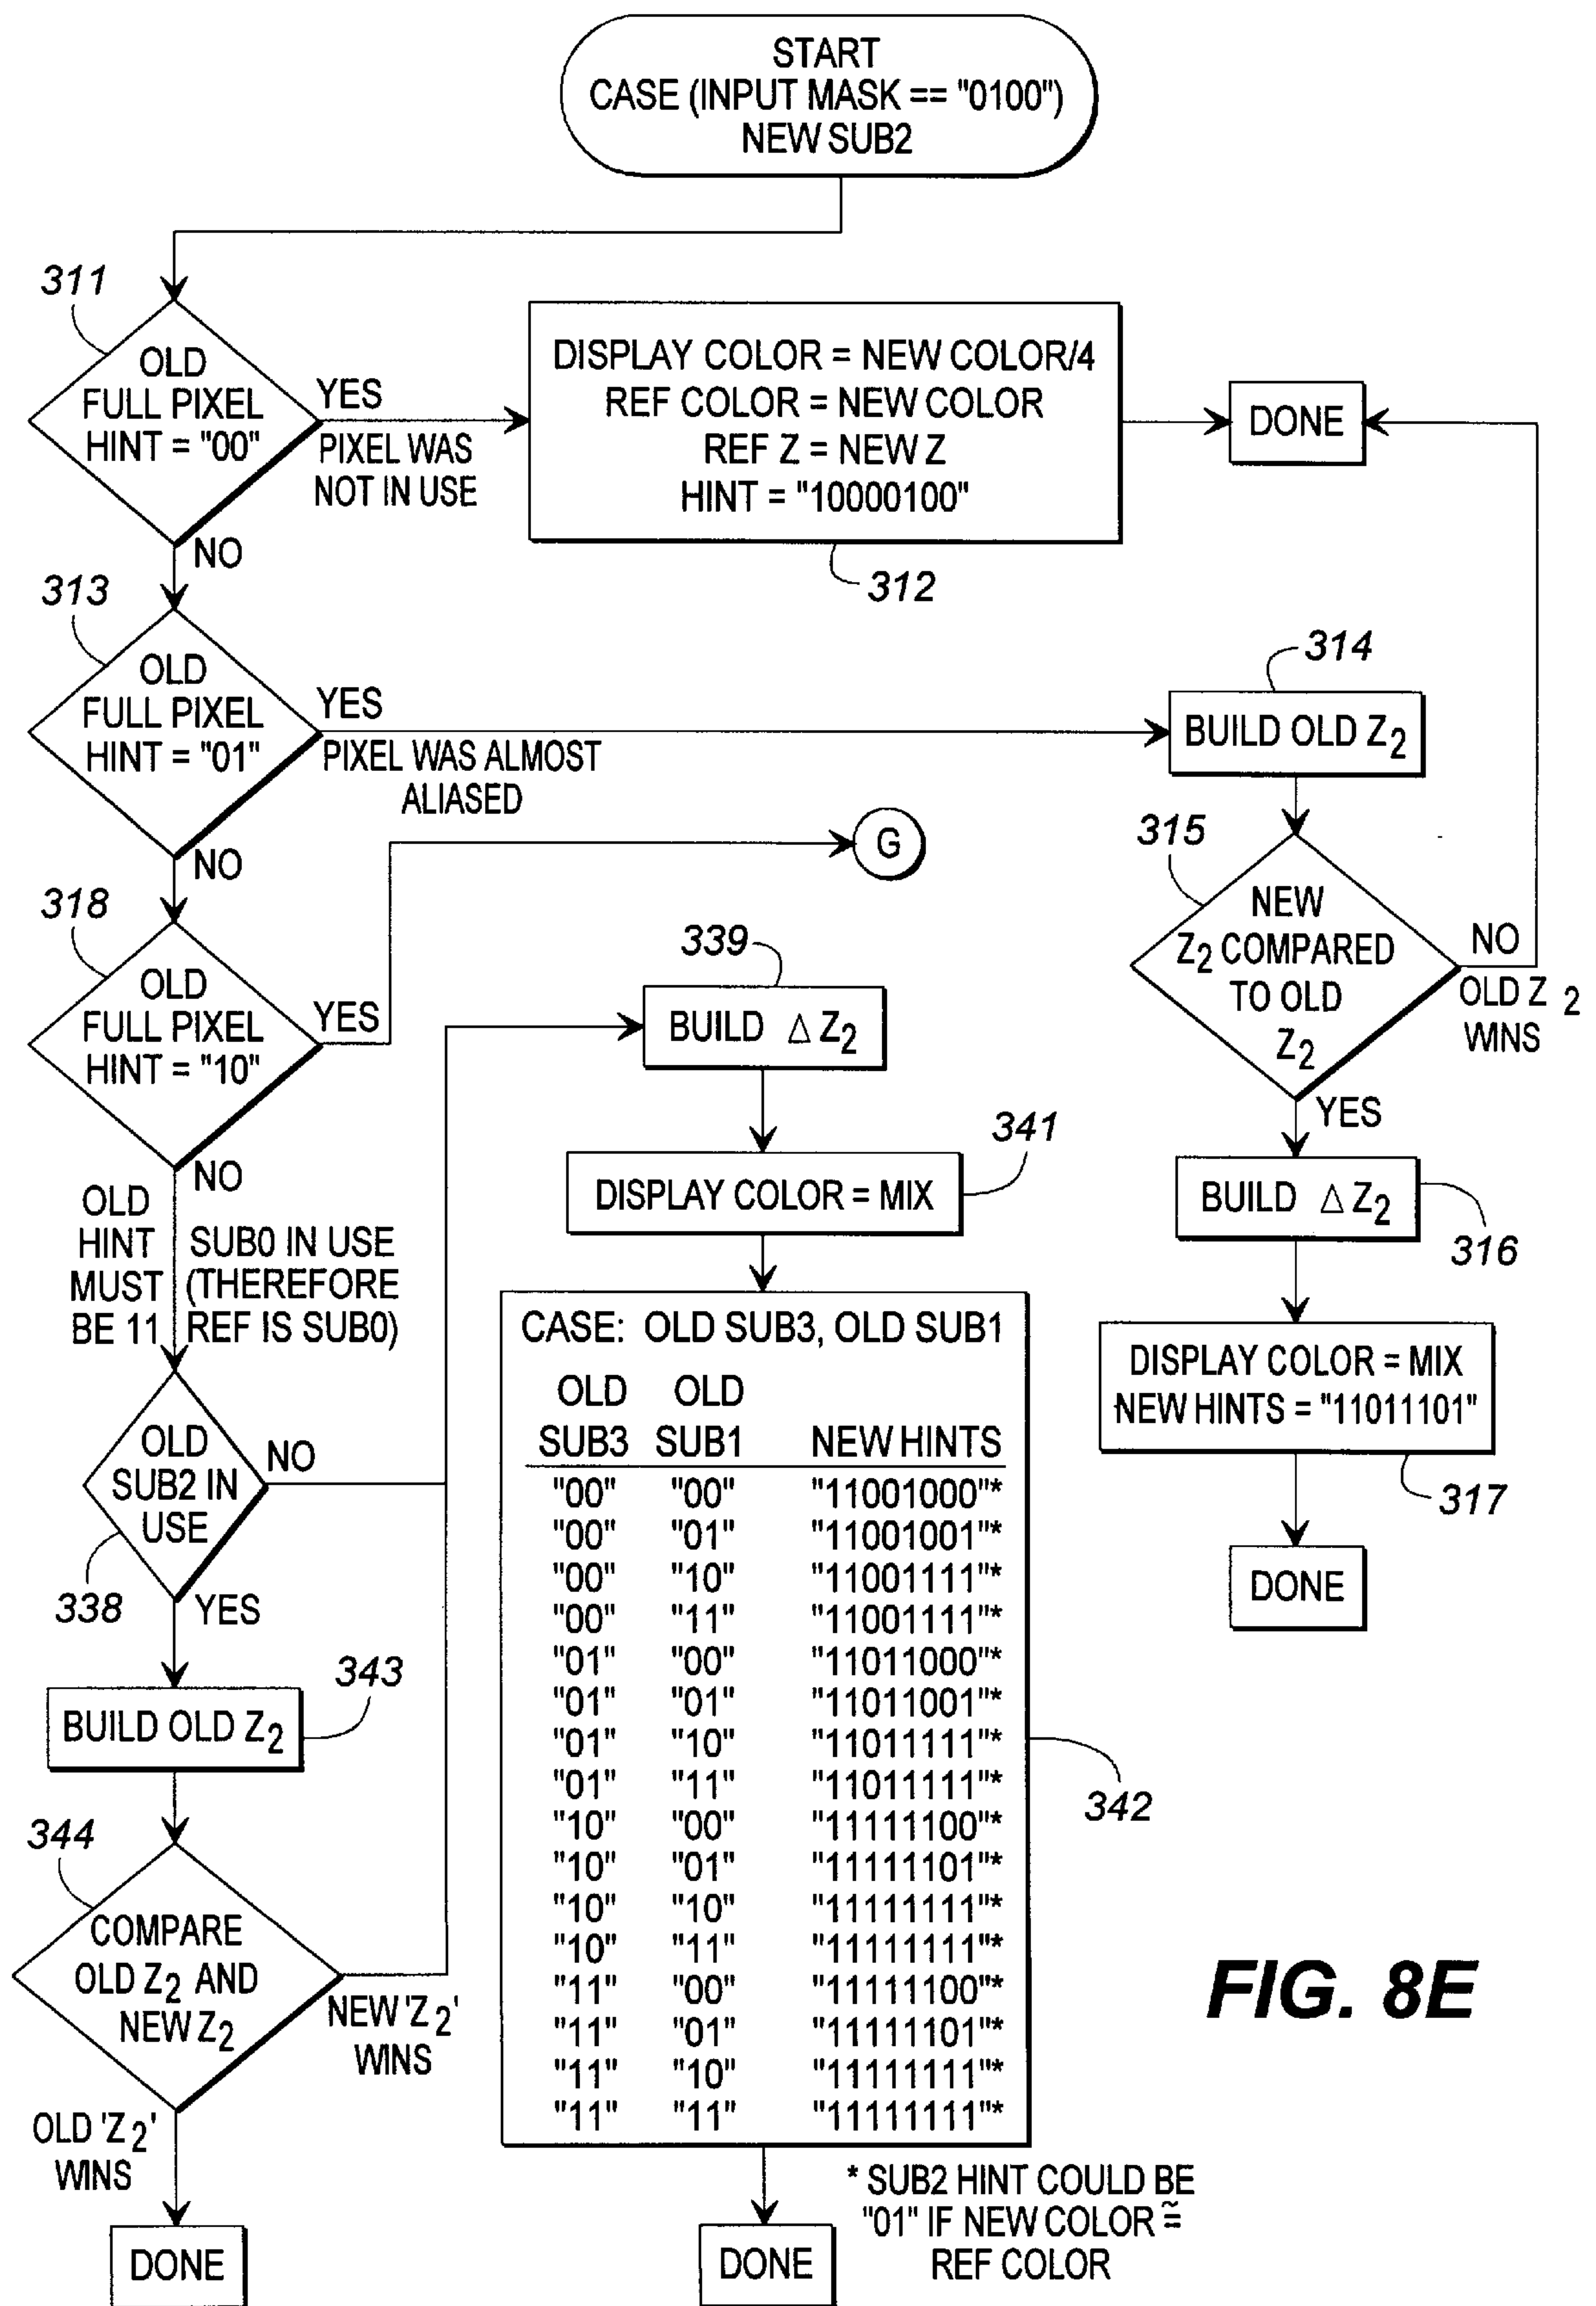 START
CASE (INPUT MASK == "0100")
NEW SUB2
311
OLD
FULL PIXEL
HINT = "00"
YES
PIXEL WAS
NOT IN USE
NO
DISPLAY COLOR = NEW COLOR/4
REF COLOR = NEW COLOR
REF Z = NEW Z
HINT = "10000100"
312
DONE
313
OLD
FULL PIXEL
HINT = "01"
YES
PIXEL WAS ALMOST
ALIASED
NO
314
BUILD OLD Z2
315
NEW
Z2 COMPARED
TO OLD
Z2
NO
OLD Z 2
WINS
YES
BUILD Δ Z2
316
DISPLAY COLOR = MIX
NEW HINTS = "11011101"
317
DONE
G
318
OLD
FULL PIXEL
HINT = "10"
YES
NO
OLD
HINT
MUST
BE 11
SUB0 IN USE
(THEREFORE
REF IS SUB0)
OLD
SUB2 IN
USE
NO
338
YES
343
BUILD OLD Z2
344
COMPARE
OLD Z2 AND
NEW Z2
NEW 'Z2'
WINS
OLD 'Z2'
WINS
DONE
339
BUILD Δ Z2
341
DISPLAY COLOR = MIX
CASE: OLD SUB3, OLD SUB1
OLD OLD
SUB3 SUB1 NEW HINTS
"00" "00" "11001000"*
"00" "01" "11001001"*
"00" "10" "11001111"*
"00" "11" "11001111"*
"01" "00" "11011000"*
"01" "01" "11011001"*
"01" "10" "11011111"*
"01" "11" "11011111"*
"10" "00" "11111100"*
"10" "01" "11111101"*
"10" "10" "11111111"*
"10" "11" "11111111"*
"11" "00" "11111100"*
"11" "01" "11111101"*
"11" "10" "11111111"*
"11" "11" "11111111"*
342
* SUB2 HINT COULD BE
"01" IF NEW COLOR ≅
REF COLOR
DONE
FIG. 8E